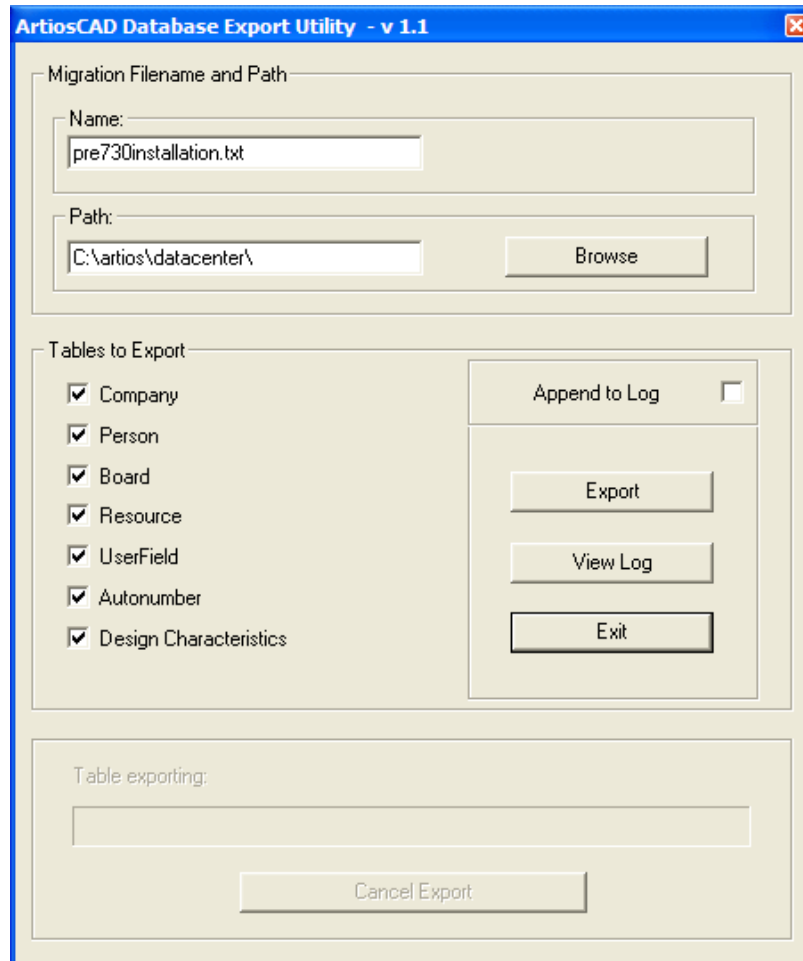 ArtiosCAD Database Export Utility - v 1.1
Migration Filename and Path
Name:
pre730installation.txt
Path:
C:\artios\datacenter\
Browse
Tables to Export
Company
Person
Board
Resource
UserField
Autonumber
Design Characteristics
Append to Log
Export
View Log
Exit
Table exporting:
Cancel Export